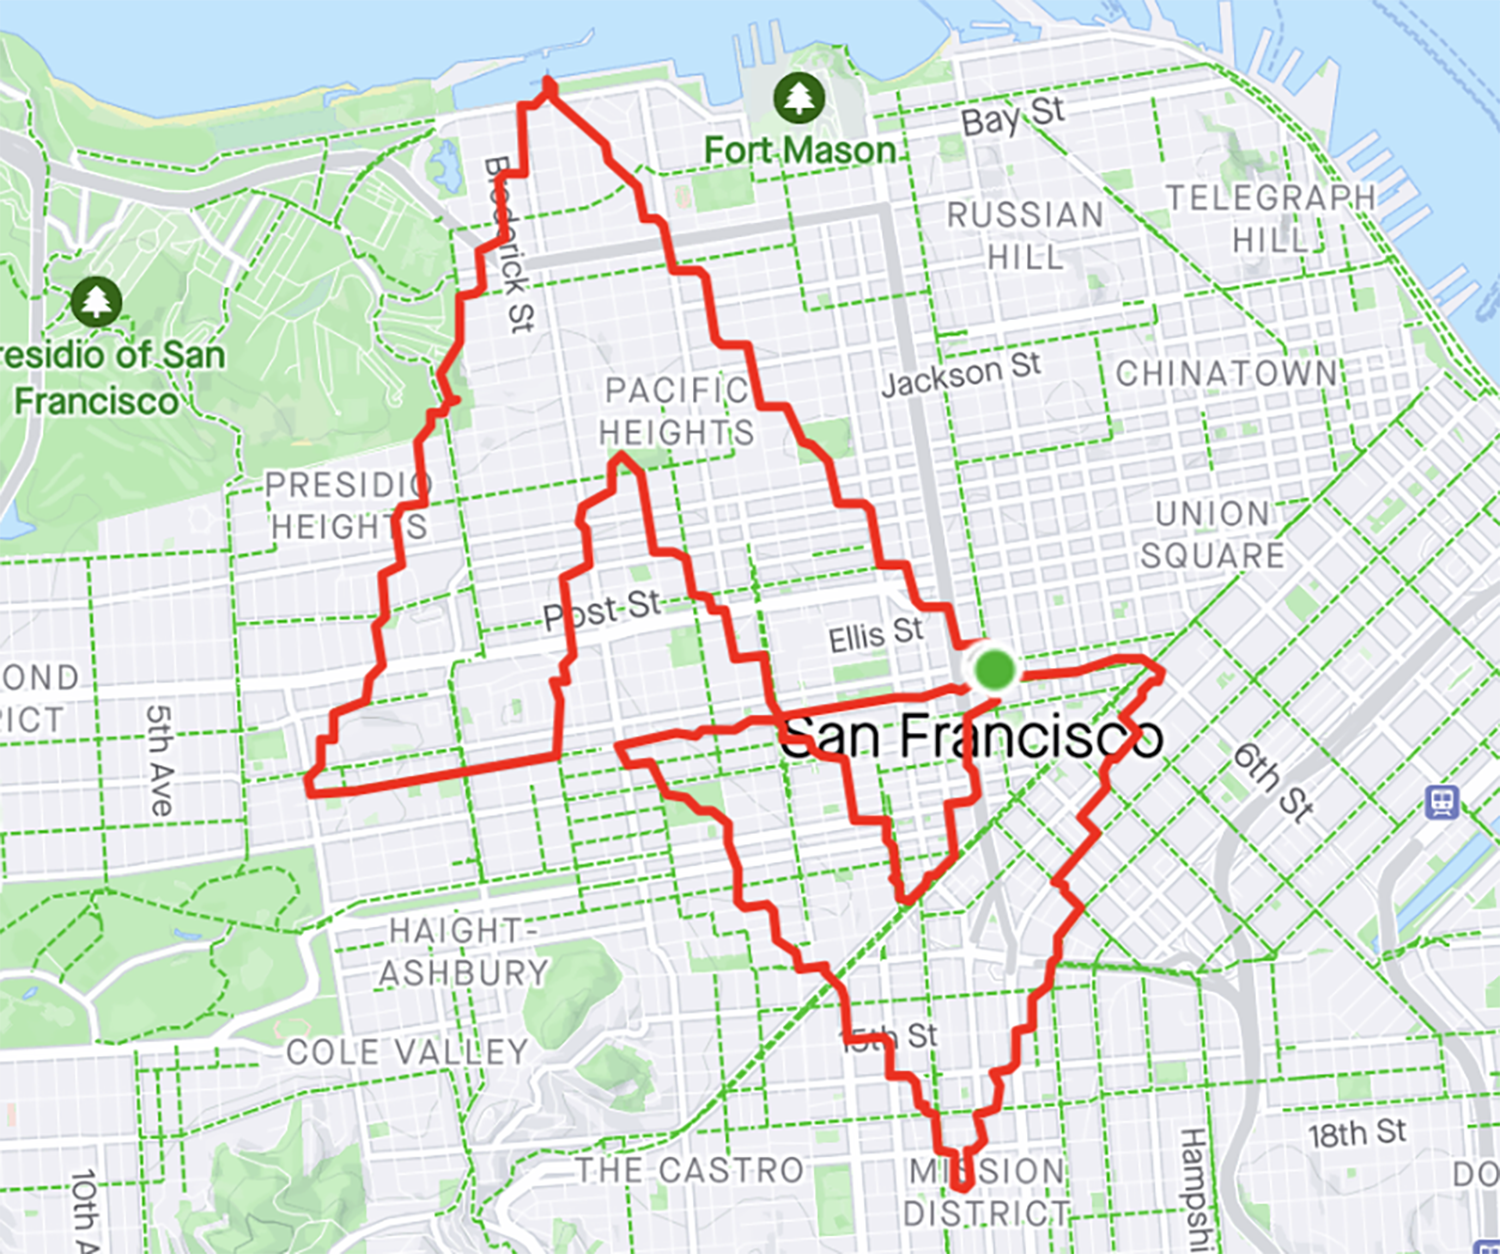 Bay St
Fort Mason
TELEGRAPH
HILL
RUSSIAN
HILL
Broderick St
residio of San
Francisco
PACIFIC
HEIGHTS
Jackson St
CHINATOWN
PRESIDIO
HEIGHTS
UNION
SQUARE
Post St
Ellis St
OND
RICT
5th Ave
San Francisco
6th St
HAIGHT-
ASHBURY
COLE VALLEY
15th St
THE CASTRO
MISSION
DISTRICT
18th St
Hampshi
10th A
DO